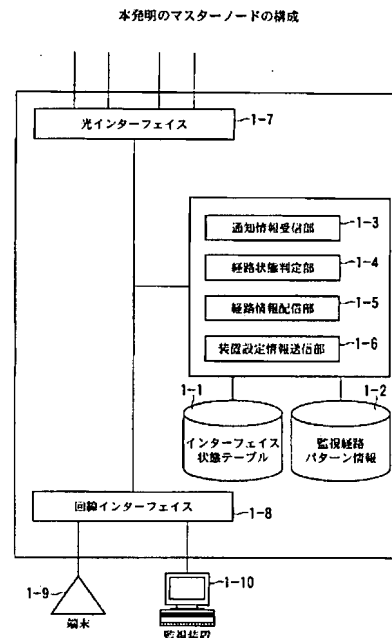 本発明のマスターノードの構成
光インターフェイス
1-7
通知情報受信部
1-3
経路状態判定部
1-4
経路情報配信部
1-5
装置設定情報送信部
1-6
1-1
1-2
インターフェイス
状態テーブル
監視経路
パターン情報
回線インターフェイス
1-8
1-9
1-10
端末
監視装置